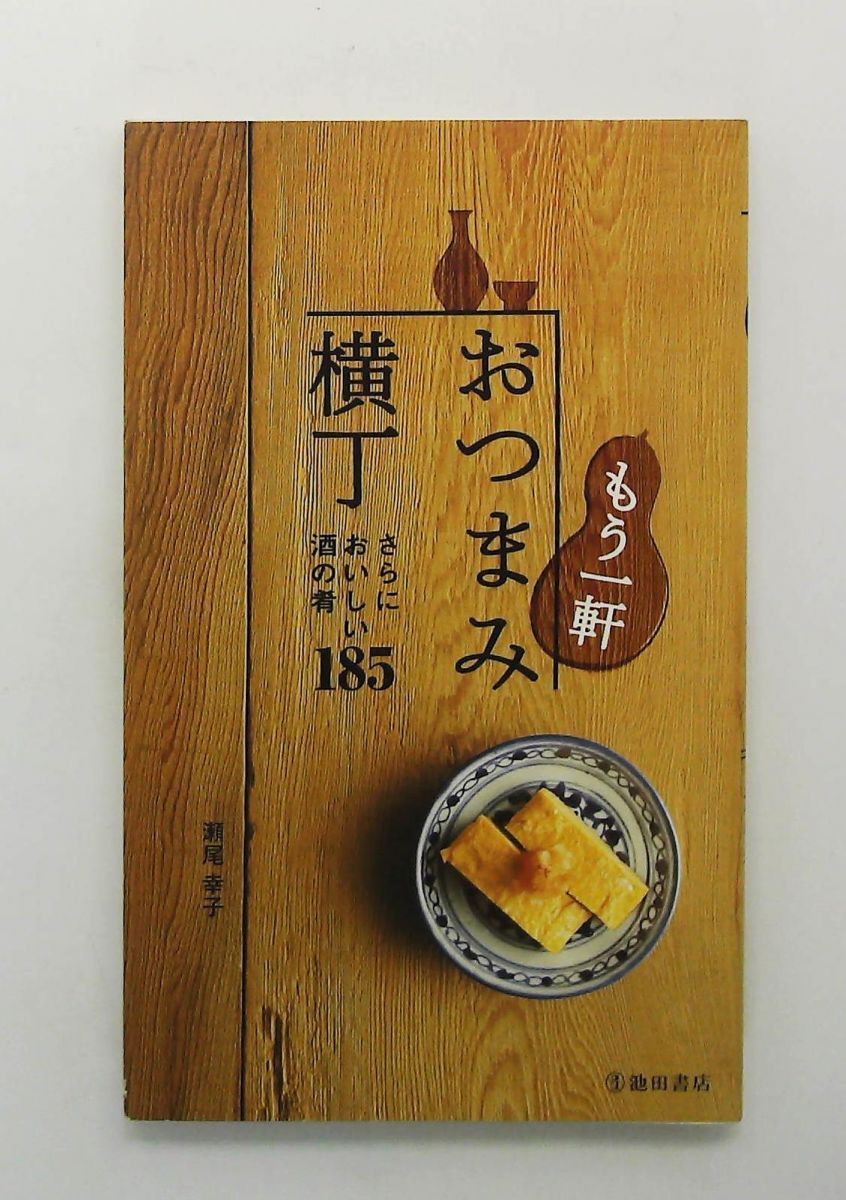 もう一軒
おつまみ
横丁
さらに
おいしい
酒の肴
185
瀬尾 幸子
池田書店